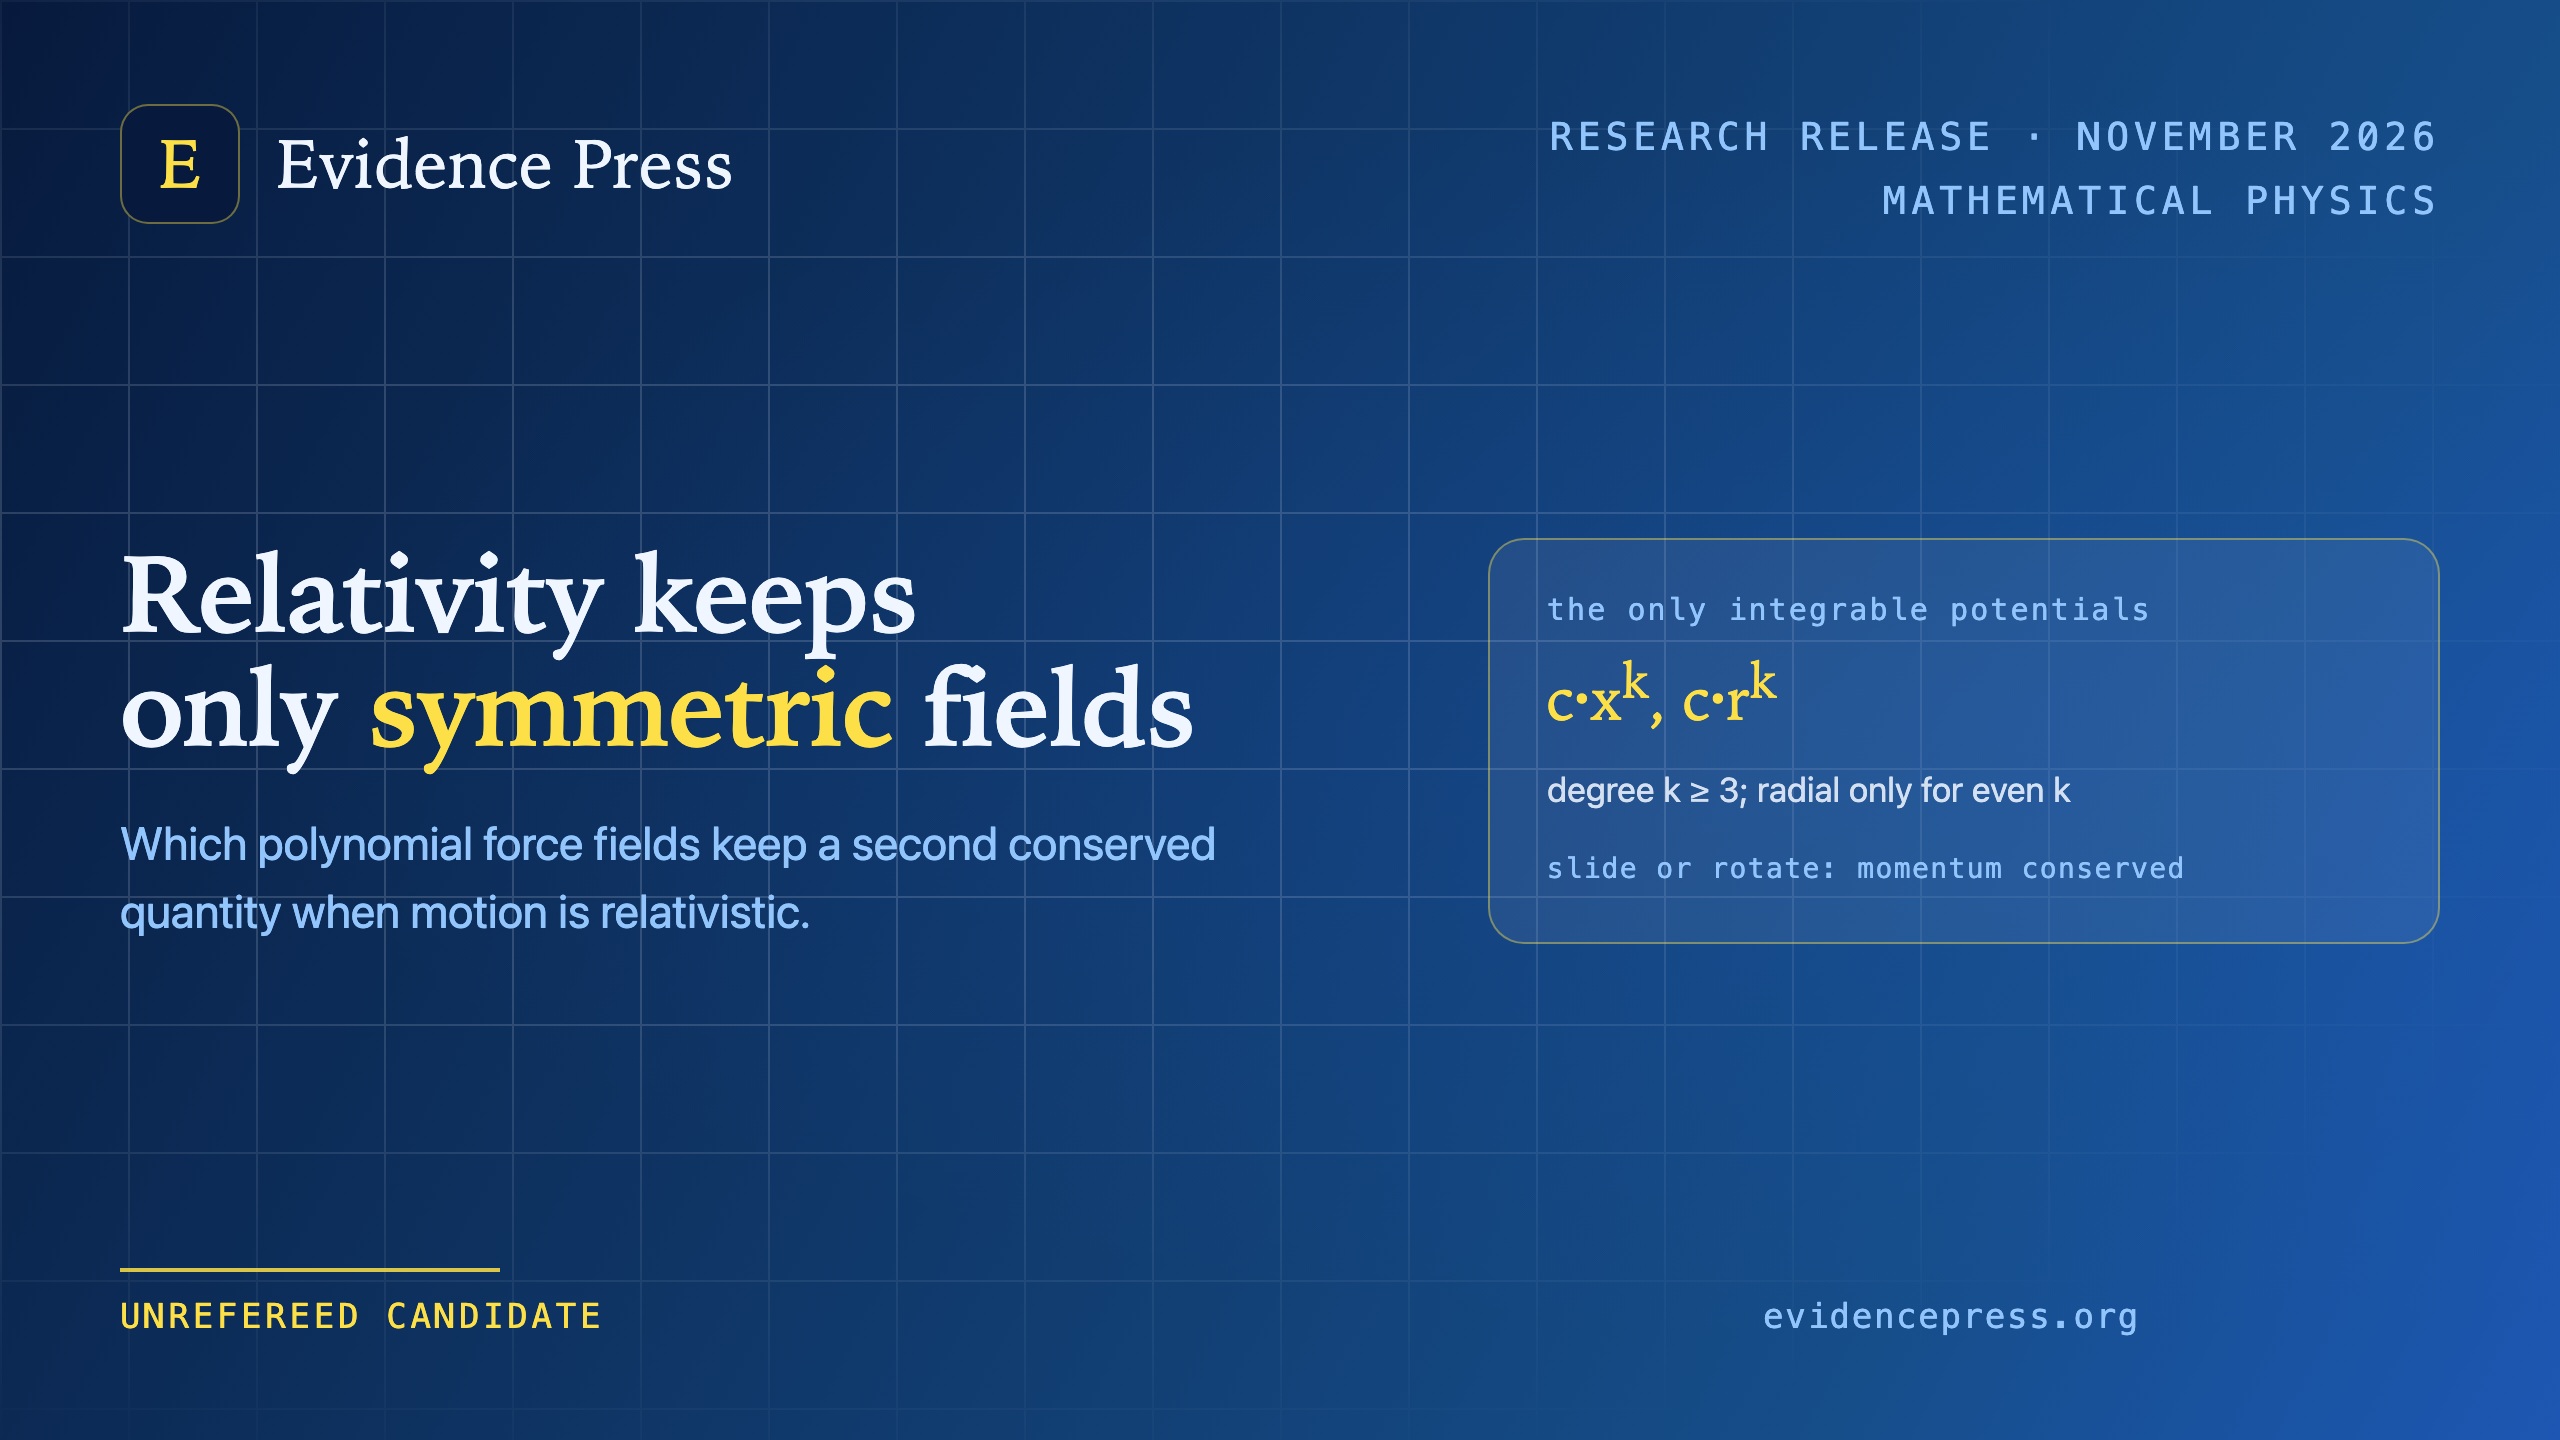 E
Evidence Press
RESEARCH RELEASE · NOVEMBER 2026
MATHEMATICAL PHYSICS
Relativity keeps
only symmetric fields
Which polynomial force fields keep a second conserved
quantity when motion is relativistic.
the only integrable potentials
c·xᵏ, c·rᵏ
degree k ≥ 3; radial only for even k
slide or rotate: momentum conserved
UNREFEREED CANDIDATE
evidencepress.org